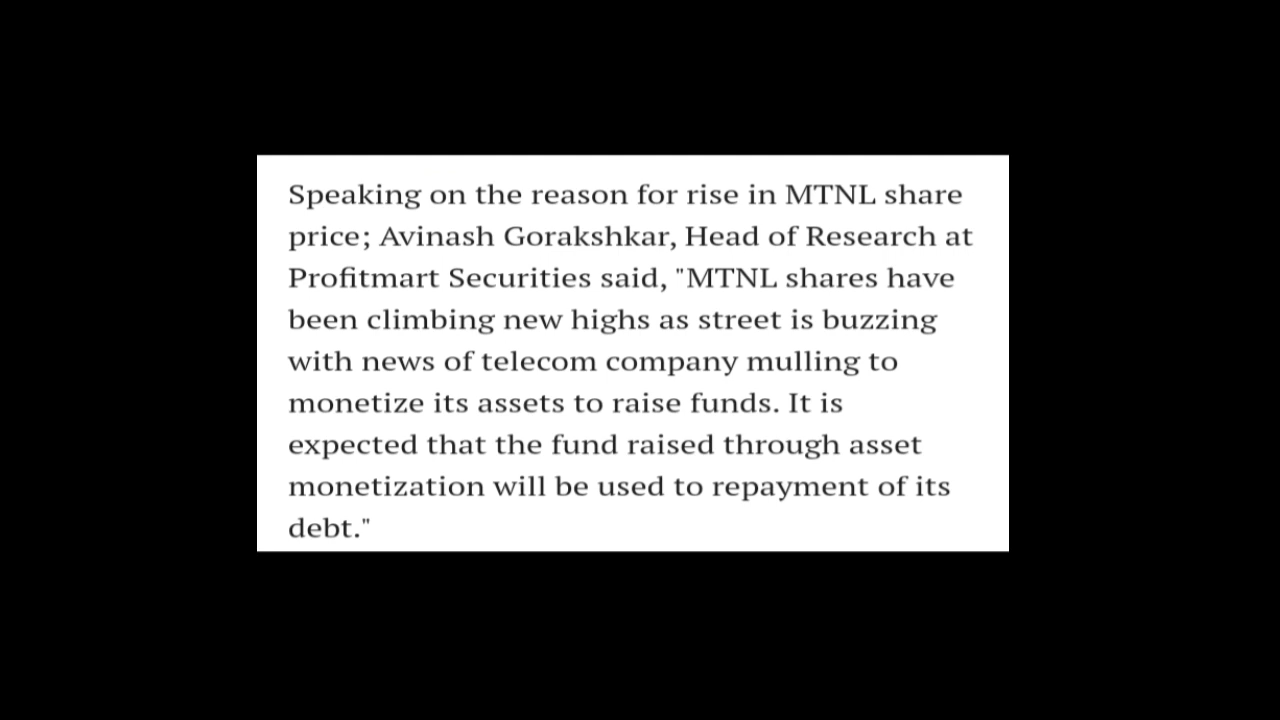 Speaking on the reason for rise in MTNL share
price; Avinash Gorakshkar, Head of Research at
Profitmart Securities said, "MTNL shares have
been climbing new highs as street is buzzing
with news of telecom company mulling to
monetize its assets to raise funds. It is
expected that the fund raised through asset
monetization will be used to repayment of its
debt."